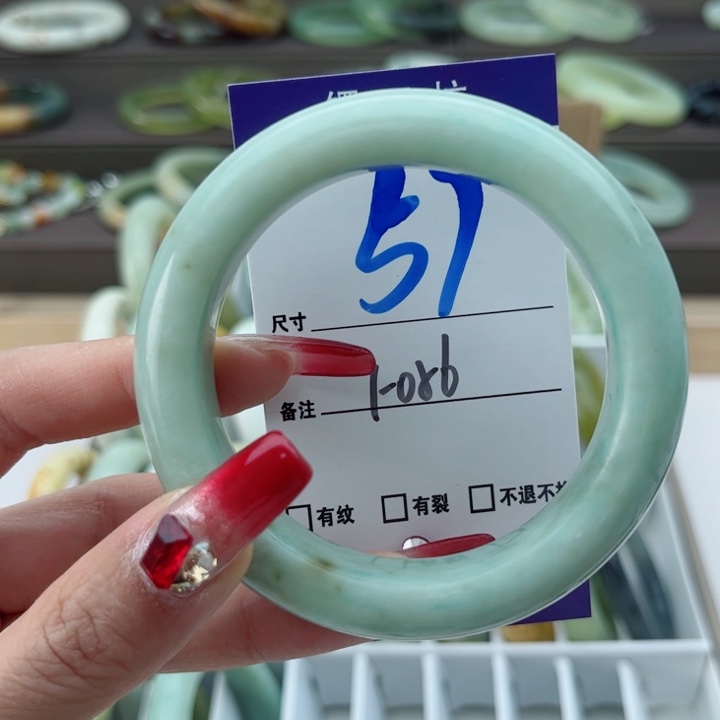 57
尺寸
1-086
备注
有纹 有裂 不退不